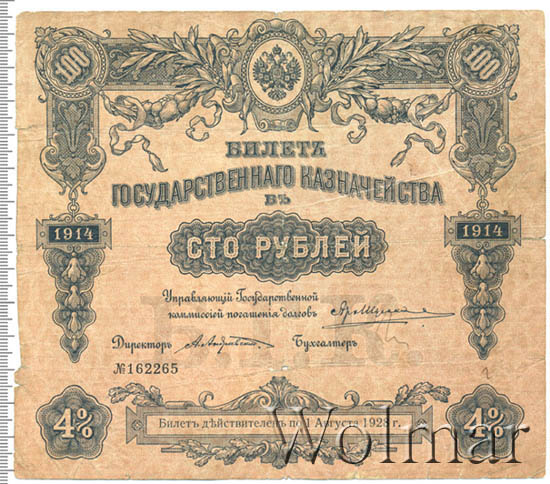 100 100
БИЛЕТЪ
ГОСУДАРСТВЕННАГО КАЗНАЧЕЙСТВА
ВЪ
1914 1914
СТО РУБЛЕЙ
Управляющій Государственной
коммиссіей погашенія долговъ
Директоръ Бухгалтеръ
№162265
4% 4%
Билетъ дѣйствителенъ по 1 Августа 1928 г.
Wolmar